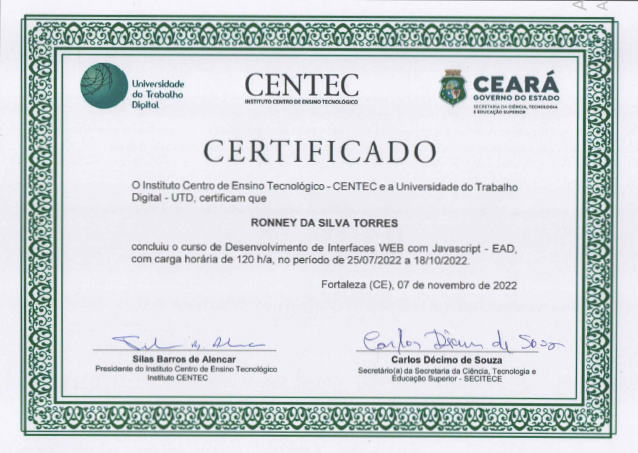 Universidade
do Trabalho
Digital
CENTEC
INSTITUTO CENTRO DE ENSINO TECNOLÓGICO
CEARÁ
GOVERNO DO ESTADO
SECRETARIA DA CIÊNCIA, TECNOLOGIA
E EDUCAÇÃO SUPERIOR
CERTIFICADO
O Instituto Centro de Ensino Tecnológico - CENTEC e a Universidade do Trabalho
Digital - UTD, certificam que
RONNEY DA SILVA TORRES
concluiu o curso de Desenvolvimento de Interfaces WEB com Javascript - EAD,
com carga horária de 120 h/a, no período de 25/07/2022 a 18/10/2022.
Fortaleza (CE), 07 de novembro de 2022
Carlos Décimo de Souza
Silas Barros de Alencar
Presidente do Instituto Centro de Ensino Tecnológico
Instituto CENTEC
Carlos Décimo de Souza
Secretário(a) da Secretaria da Ciência, Tecnologia e
Educação Superior - SECITECE